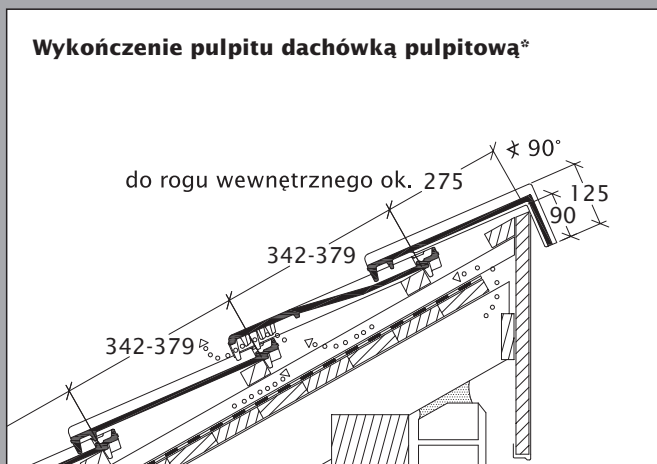 Wykończenie pulpitu dachówką pulpitową*
∢ 90°
do rogu wewnętrznego ok. 275
125
90
342-379
342-379